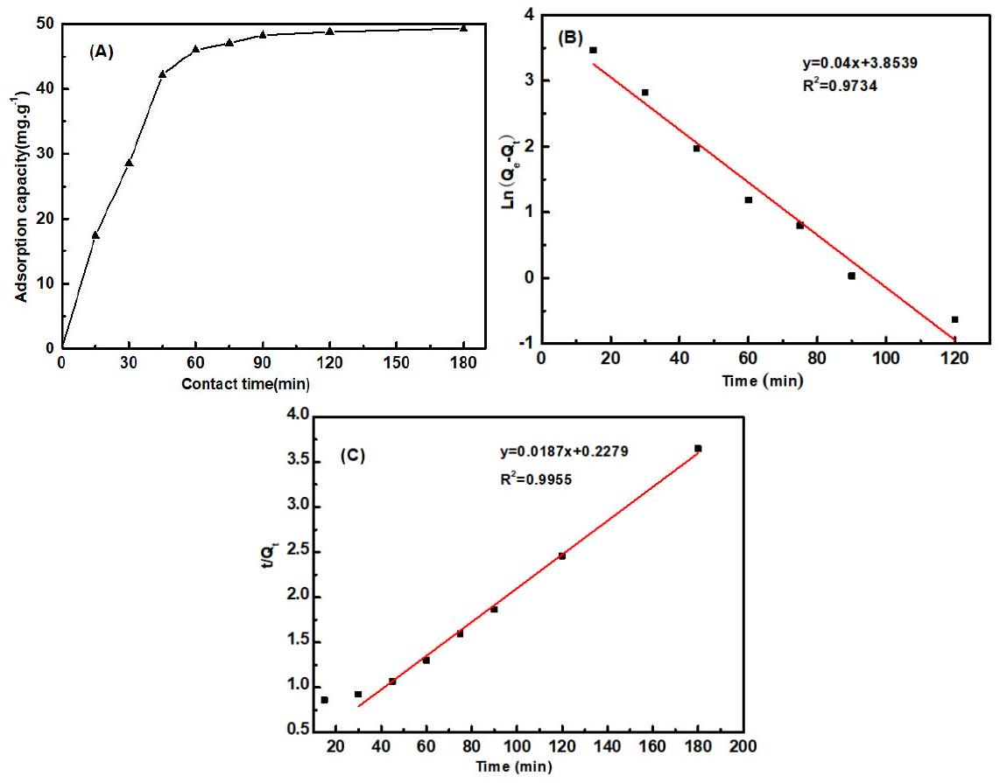 (A)
Adsorption capacity(mg.g-1)
50
40
30
20
10
0
0 30 60 90 120 150 180
Contact time(min)
(B)
y=0.04x+3.8539
R2=0.9734
Ln (Qe-Qt)
4
3
2
1
0
-1
0 20 40 60 80 100 120
Time (min)
(C)
y=0.0187x+0.2279
R2=0.9955
t/Qt
4.0
3.5
3.0
2.5
2.0
1.5
1.0
0.5
20 40 60 80 100 120 140 160 180 200
Time (min)